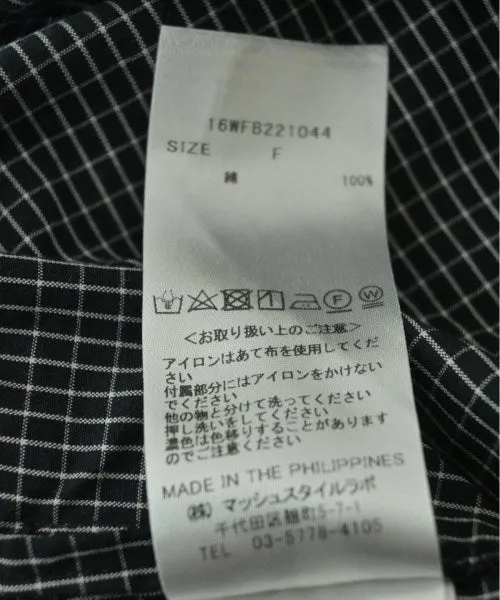 16WFB221044
SIZE F
綿 100%
F W
<お取り扱い上のご注意>
アイロンはあて布を使用してくだ
さい
付属部分にはアイロンをかけない
でください
他の物と分けて洗ってください
押し洗いをしてください
濃色は色移りすることがあります
のでご注意ください
MADE IN THE PHILIPPINES
㈱マッシュスタイルラボ
千代田区麹町5-7-1
TEL 03-5778-4105